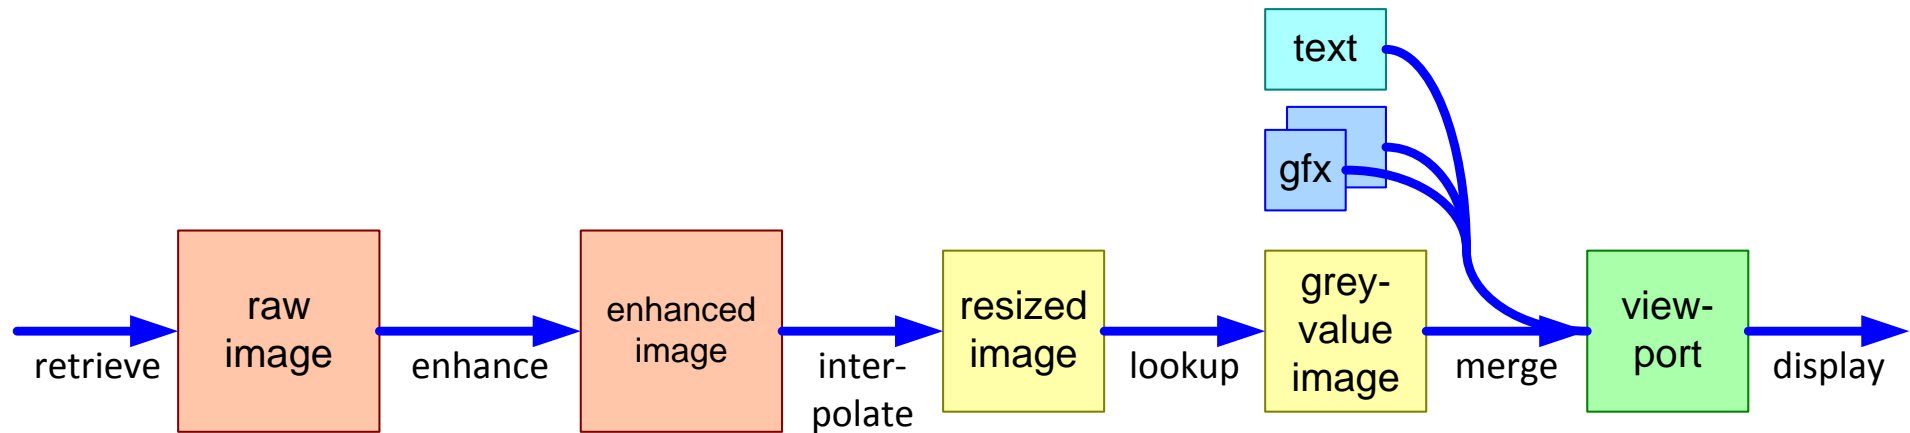 text
gfx
retrieve
raw
image
enhance
enhanced
image
inter-
polate
resized
image
lookup
grey-
value
image
merge
view-
port
display